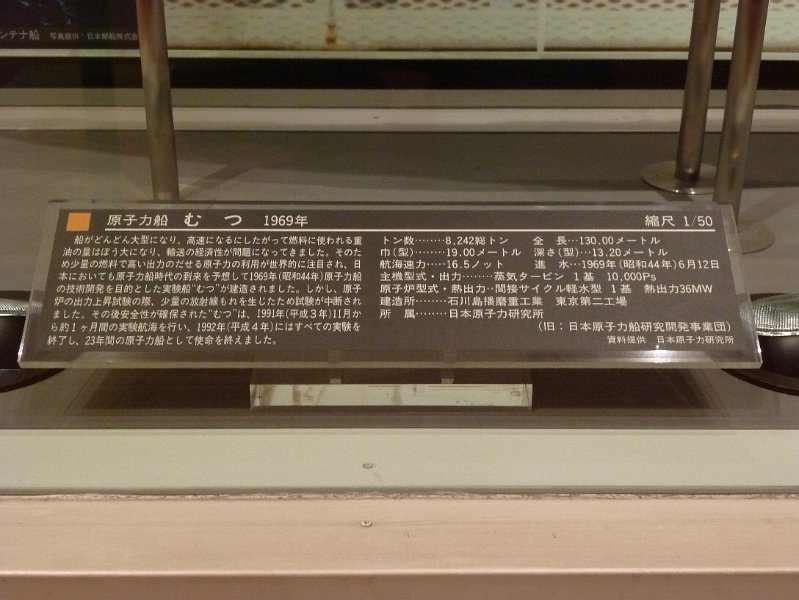 ンテナ船 写真提供：日本郵船株式会
原子力船 むつ 1969年
縮尺 1/50
船がどんどん大型になり、高速になるにしたがって燃料に使われる重
油の量はぼう大になり、輸送の経済性が問題になってきました。そのた
め少量の燃料で高い出力のだせる原子力の利用が世界的に注目され、日
本においても原子力船時代の到来を予想して1969年(昭和44年)原子力船
の技術開発を目的とした実験船"むつ"が建造されました。しかし、原子
炉の出力上昇試験の際、少量の放射線もれを生じたため試験が中断され
ました。その後安全性が確保された"むつ"は、1991年(平成3年)11月か
ら約1ヶ月間の実験航海を行い、1992年(平成4年)にはすべての実験を
終了し、23年間の原子力船として使命を終えました。
トン数………8,242総トン 全 長…130.00メートル
巾(型)………19.00メートル 深さ(型)…13.20メートル
航海速力……16.5ノット 進 水…1969年(昭和44年)6月12日
主機型式・出力………蒸気タービン 1基 10,000Ps
原子炉型式・熱出力…間接サイクル軽水型 1基 熱出力36MW
建造所………石川島播磨重工業 東京第二工場
所 属………日本原子力研究所
(旧：日本原子力船研究開発事業団)
資料提供 日本原子力研究所